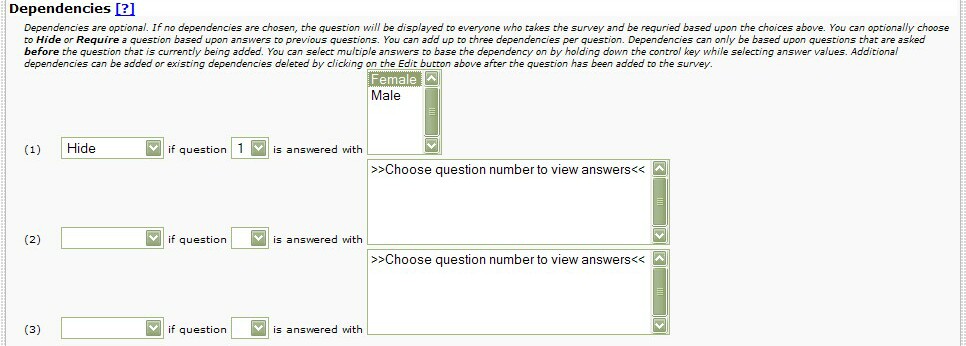 Dependencies [?]
Dependencies are optional. If no dependencies are chosen, the question will be displayed to everyone who takes the survey and be requried based upon the choices above. You can optionally choose
to Hide or Require a question based upon answers to previous questions. You can add up to three dependencies per question. Dependencies can only be based upon questions that are asked
before the question that is currently being added. You can select multiple answers to base the dependency on by holding down the control key while selecting answer values. Additional
dependencies can be added or existing dependencies deleted by clicking on the Edit button above after the question has been added to the survey.
Female
Male
(1) Hide if question 1 is answered with
>>Choose question number to view answers<<
(2) if question is answered with
>>Choose question number to view answers<<
(3) if question is answered with